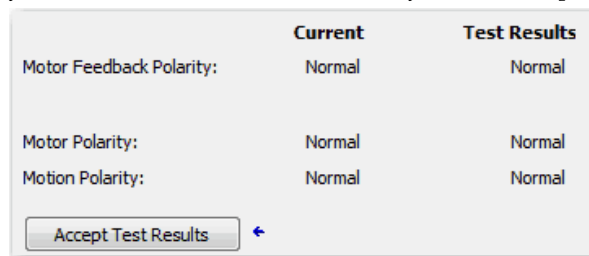 Current Test Results
Motor Feedback Polarity: Normal Normal
Motor Polarity: Normal Normal
Motion Polarity: Normal Normal
Accept Test Results